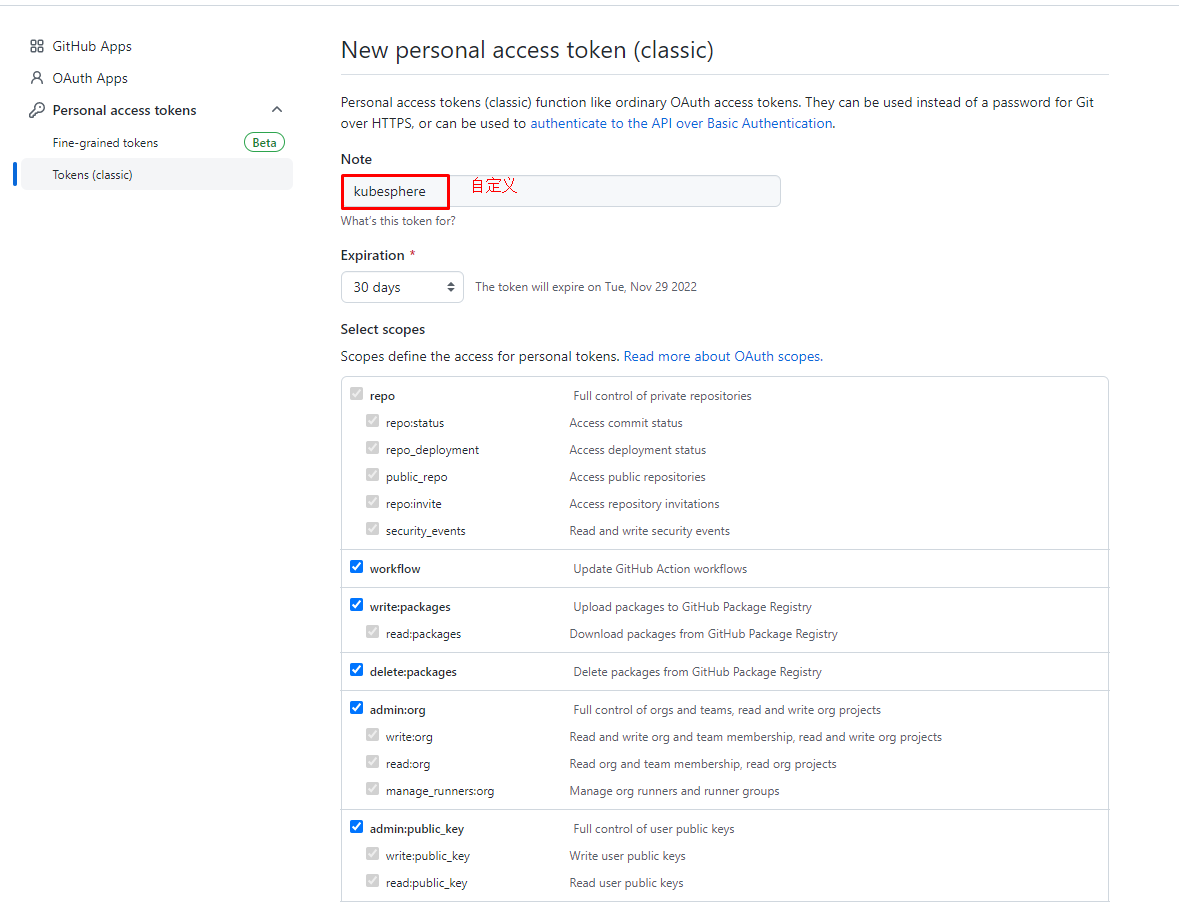 GitHub Apps
OAuth Apps
Personal access tokens
Fine-grained tokens Beta
Tokens (classic)
New personal access token (classic)
Personal access tokens (classic) function like ordinary OAuth access tokens. They can be used instead of a password for Git
over HTTPS, or can be used to authenticate to the API over Basic Authentication.
Note
kubesphere 自定义
What's this token for?
Expiration *
30 days The token will expire on Tue, Nov 29 2022
Select scopes
Scopes define the access for personal tokens. Read more about OAuth scopes.
repo Full control of private repositories
repo:status Access commit status
repo_deployment Access deployment status
public_repo Access public repositories
repo:invite Access repository invitations
security_events Read and write security events
workflow Update GitHub Action workflows
write:packages Upload packages to GitHub Package Registry
read:packages Download packages from GitHub Package Registry
delete:packages Delete packages from GitHub Package Registry
admin:org Full control of orgs and teams, read and write org projects
write:org Read and write org and team membership, read and write org projects
read:org Read org and team membership, read org projects
manage_runners:org Manage org runners and runner groups
admin:public_key Full control of user public keys
write:public_key Write user public keys
read:public_key Read user public keys